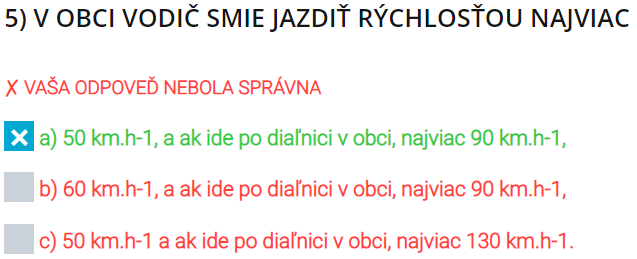 5) V OBCI VODIČ SMIE JAZDIŤ RÝCHLOSŤOU NAJVIAC
✗ VAŠA ODPOVEĎ NEBOLA SPRÁVNA
a) 50 km.h-1, a ak ide po diaľnici v obci, najviac 90 km.h-1,
b) 60 km.h-1, a ak ide po diaľnici v obci, najviac 90 km.h-1,
c) 50 km.h-1 a ak ide po diaľnici v obci, najviac 130 km.h-1.